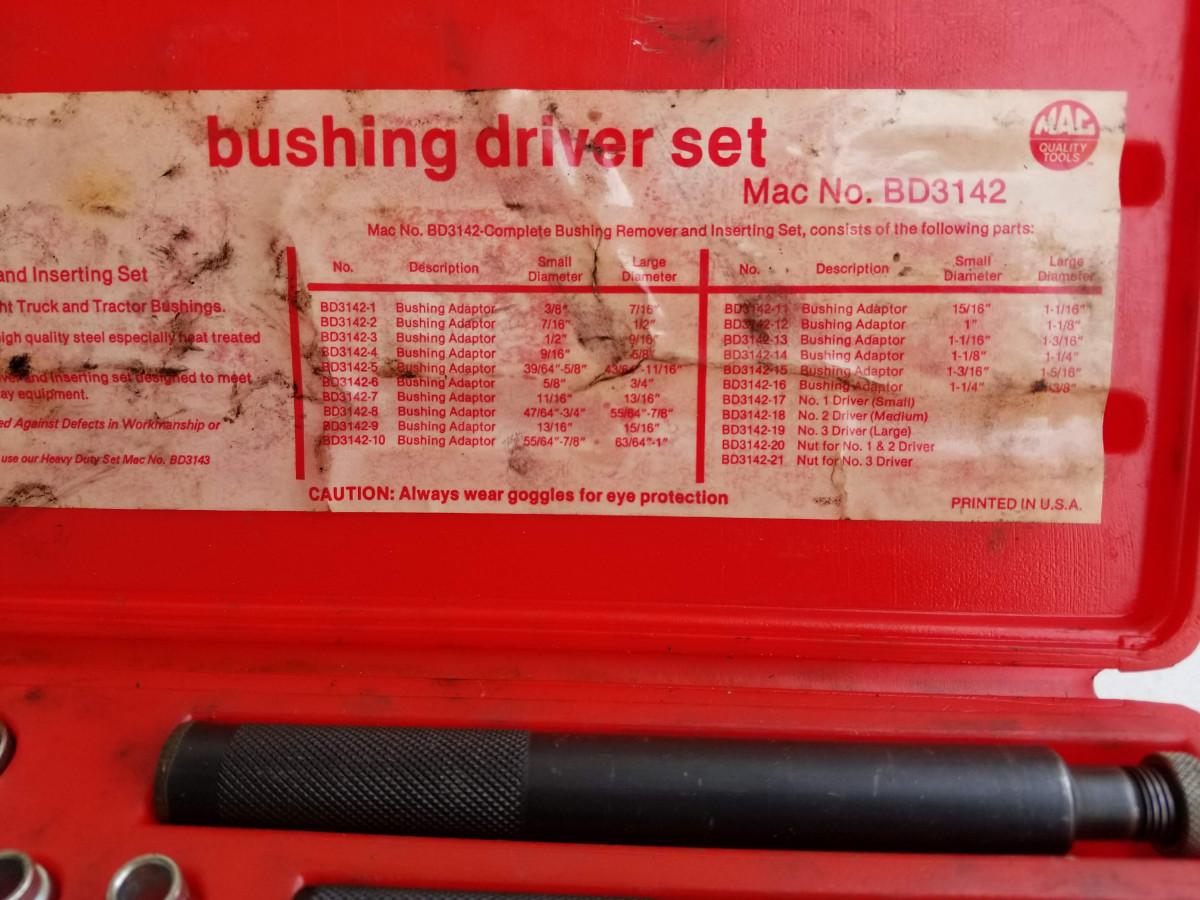 bushing driver set
MAC
QUALITY
TOOLS
Mac No. BD3142
Mac No. BD3142-Complete Bushing Remover and Inserting Set, consists of the following parts:
and Inserting Set
ht Truck and Tractor Bushings.
high quality steel especially heat treated
ver and inserting set designed to meet
ay equipment.
ed Against Defects in Workmanship or
use our Heavy Duty Set Mac No. BD3143
No. Description Small Diameter Large Diameter
BD3142-1 Bushing Adaptor 3/8" 7/16"
BD3142-2 Bushing Adaptor 7/16" 1/2"
BD3142-3 Bushing Adaptor 1/2" 9/16"
BD3142-4 Bushing Adaptor 9/16" 5/8"
BD3142-5 Bushing Adaptor 39/64"-5/8" 43/64"-11/16"
BD3142-6 Bushing Adaptor 5/8" 3/4"
BD3142-7 Bushing Adaptor 11/16" 13/16"
BD3142-8 Bushing Adaptor 47/64"-3/4" 55/64"-7/8"
BD3142-9 Bushing Adaptor 13/16" 15/16"
BD3142-10 Bushing Adaptor 55/64"-7/8" 63/64"-1"
No. Description Small Diameter Large Diameter
BD3142-11 Bushing Adaptor 15/16" 1-1/16"
BD3142-12 Bushing Adaptor 1" 1-1/8"
BD3142-13 Bushing Adaptor 1-1/16" 1-3/16"
BD3142-14 Bushing Adaptor 1-1/8" 1-1/4"
BD3142-15 Bushing Adaptor 1-3/16" 1-5/16"
BD3142-16 Bushing Adaptor 1-1/4" 1-3/8"
BD3142-17 No. 1 Driver (Small)
BD3142-18 No. 2 Driver (Medium)
BD3142-19 No. 3 Driver (Large)
BD3142-20 Nut for No. 1 & 2 Driver
BD3142-21 Nut for No. 3 Driver
CAUTION: Always wear goggles for eye protection
PRINTED IN U.S.A.